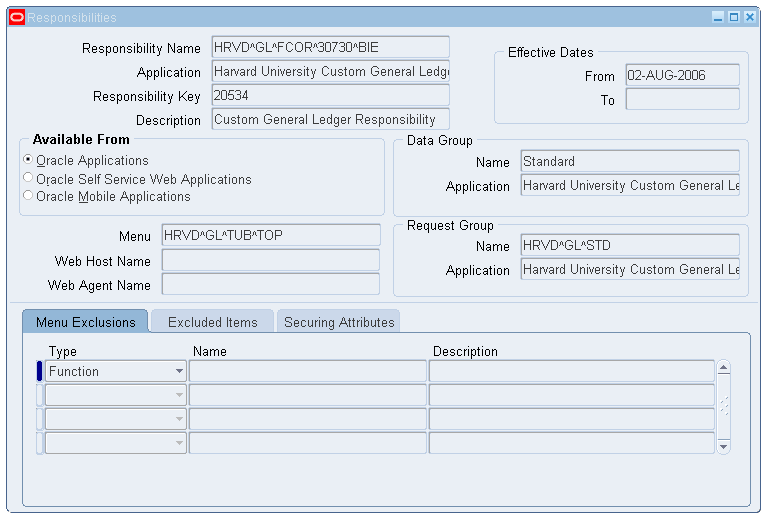 Responsibilities
Responsibility Name HRVD^GL^FCOR^30730^BIE
Application Harvard University Custom General Ledg
Responsibility Key 20534
Description Custom General Ledger Responsibility
Effective Dates
From 02-AUG-2006
To
Available From
Oracle Applications
Oracle Self Service Web Applications
Oracle Mobile Applications
Data Group
Name Standard
Application Harvard University Custom General Le
Menu HRVD^GL^TUB^TOP
Web Host Name
Web Agent Name
Request Group
Name HRVD^GL^STD
Application Harvard University Custom General Le
Menu Exclusions Excluded Items Securing Attributes
Type Name Description
Function